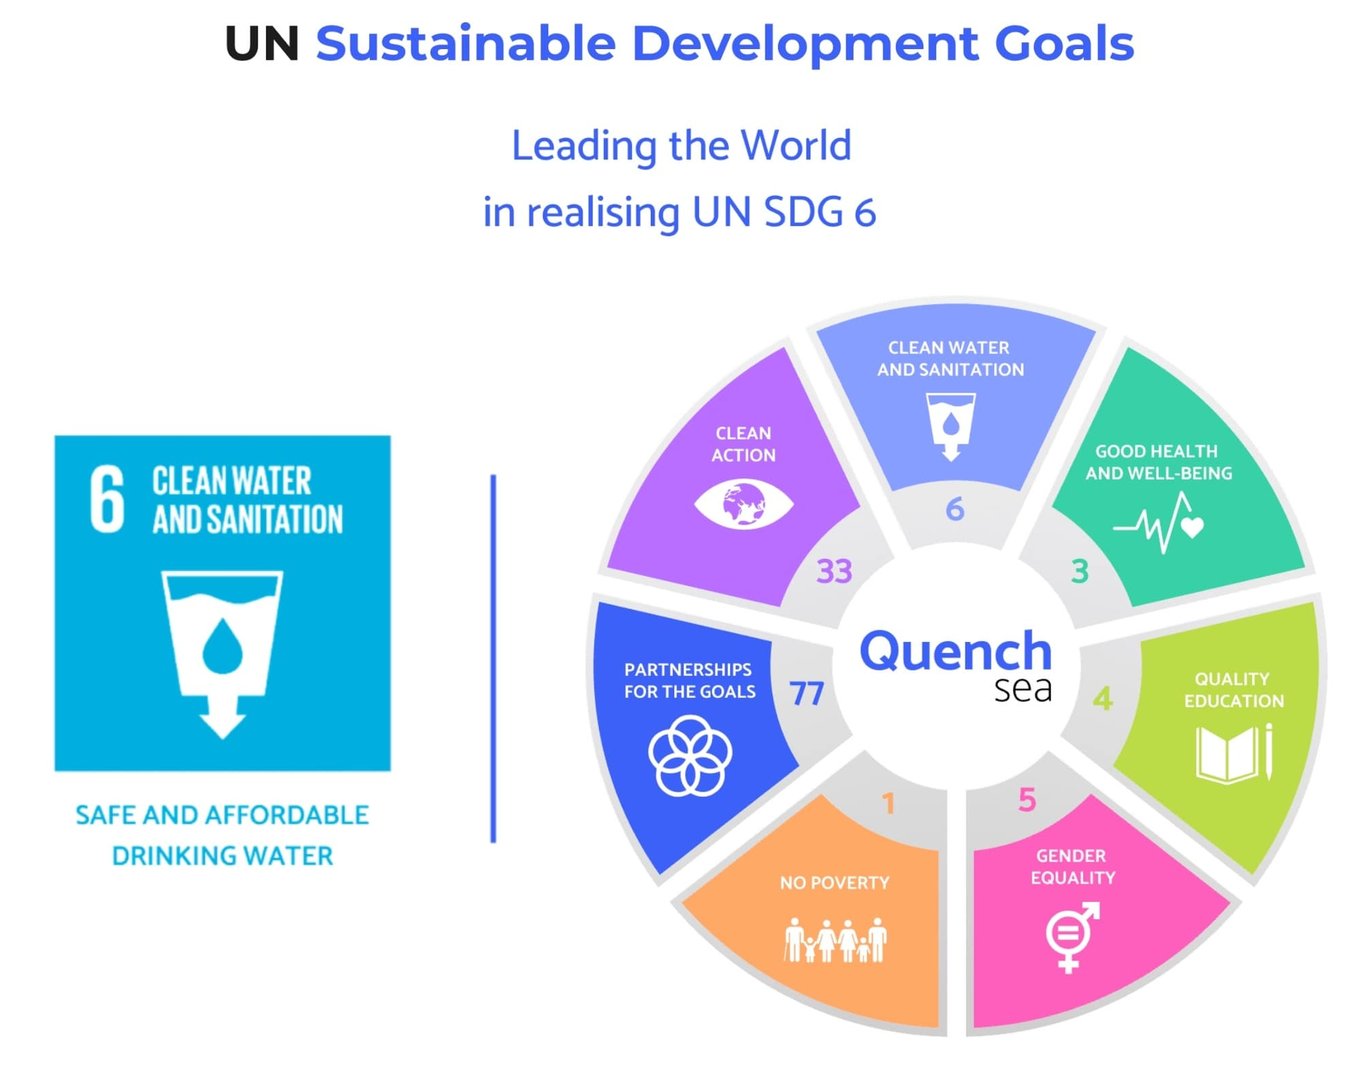 UN Sustainable Development Goals
Leading the World
in realising UN SDG 6
6 CLEAN WATER
AND SANITATION
SAFE AND AFFORDABLE
DRINKING WATER
CLEAN WATER
AND SANITATION
6
GOOD HEALTH
AND WELL-BEING
3
QUALITY
EDUCATION
4
GENDER
EQUALITY
5
NO POVERTY
1
PARTNERSHIPS
FOR THE GOALS
77
CLEAN
ACTION
33
Quench
sea